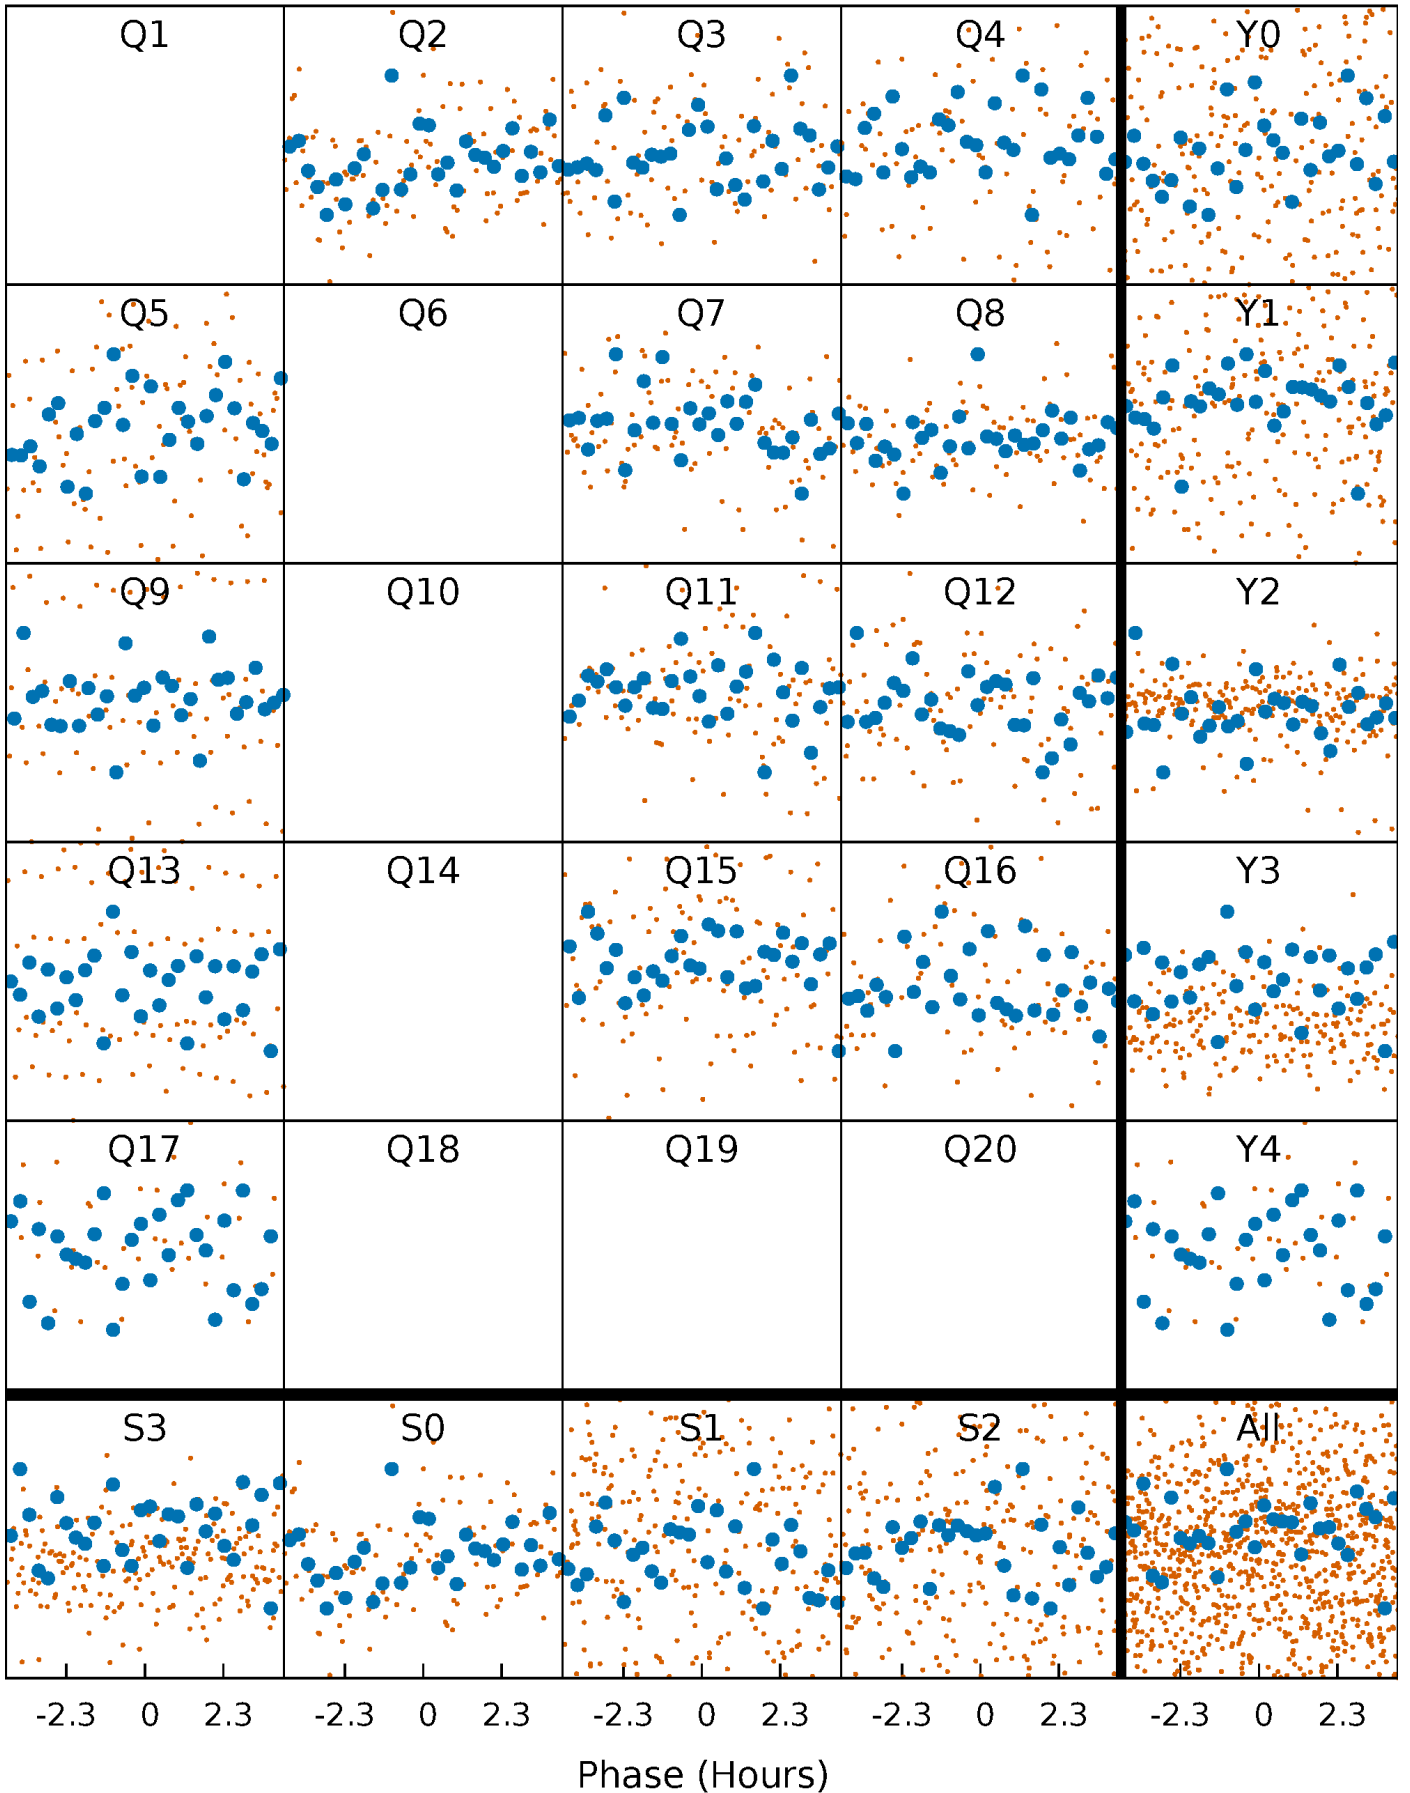 Q1 Q2 Q3 Q4 Y0
Q5 Q6 Q7 Q8 Y1
Q9 Q10 Q11 Q12 Y2
Q13 Q14 Q15 Q16 Y3
Q17 Q18 Q19 Q20 Y4
S3 S0 S1 S2 All
-2.3 0 2.3 -2.3 0 2.3 -2.3 0 2.3 -2.3 0 2.3 -2.3 0 2.3
Phase (Hours)